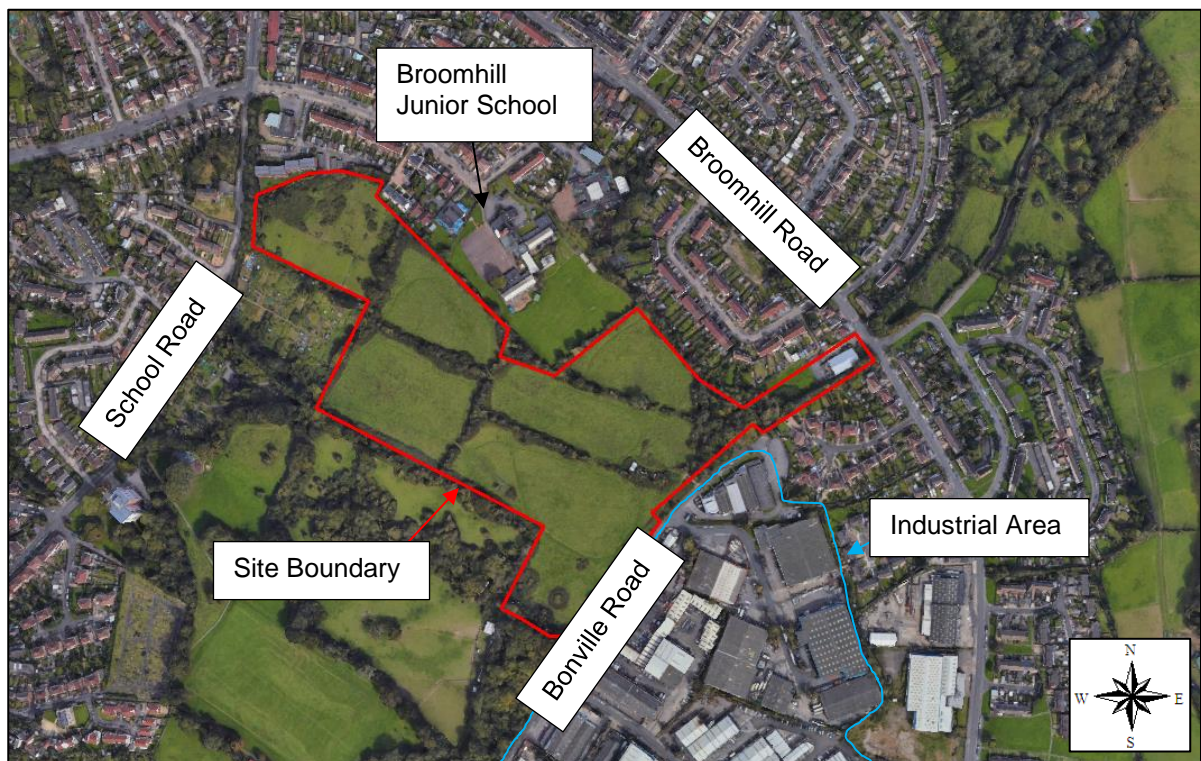 Broomhill
Junior School
Broomhill Road
School Road
Site Boundary
Bonville Road
Industrial Area
N
W E
S